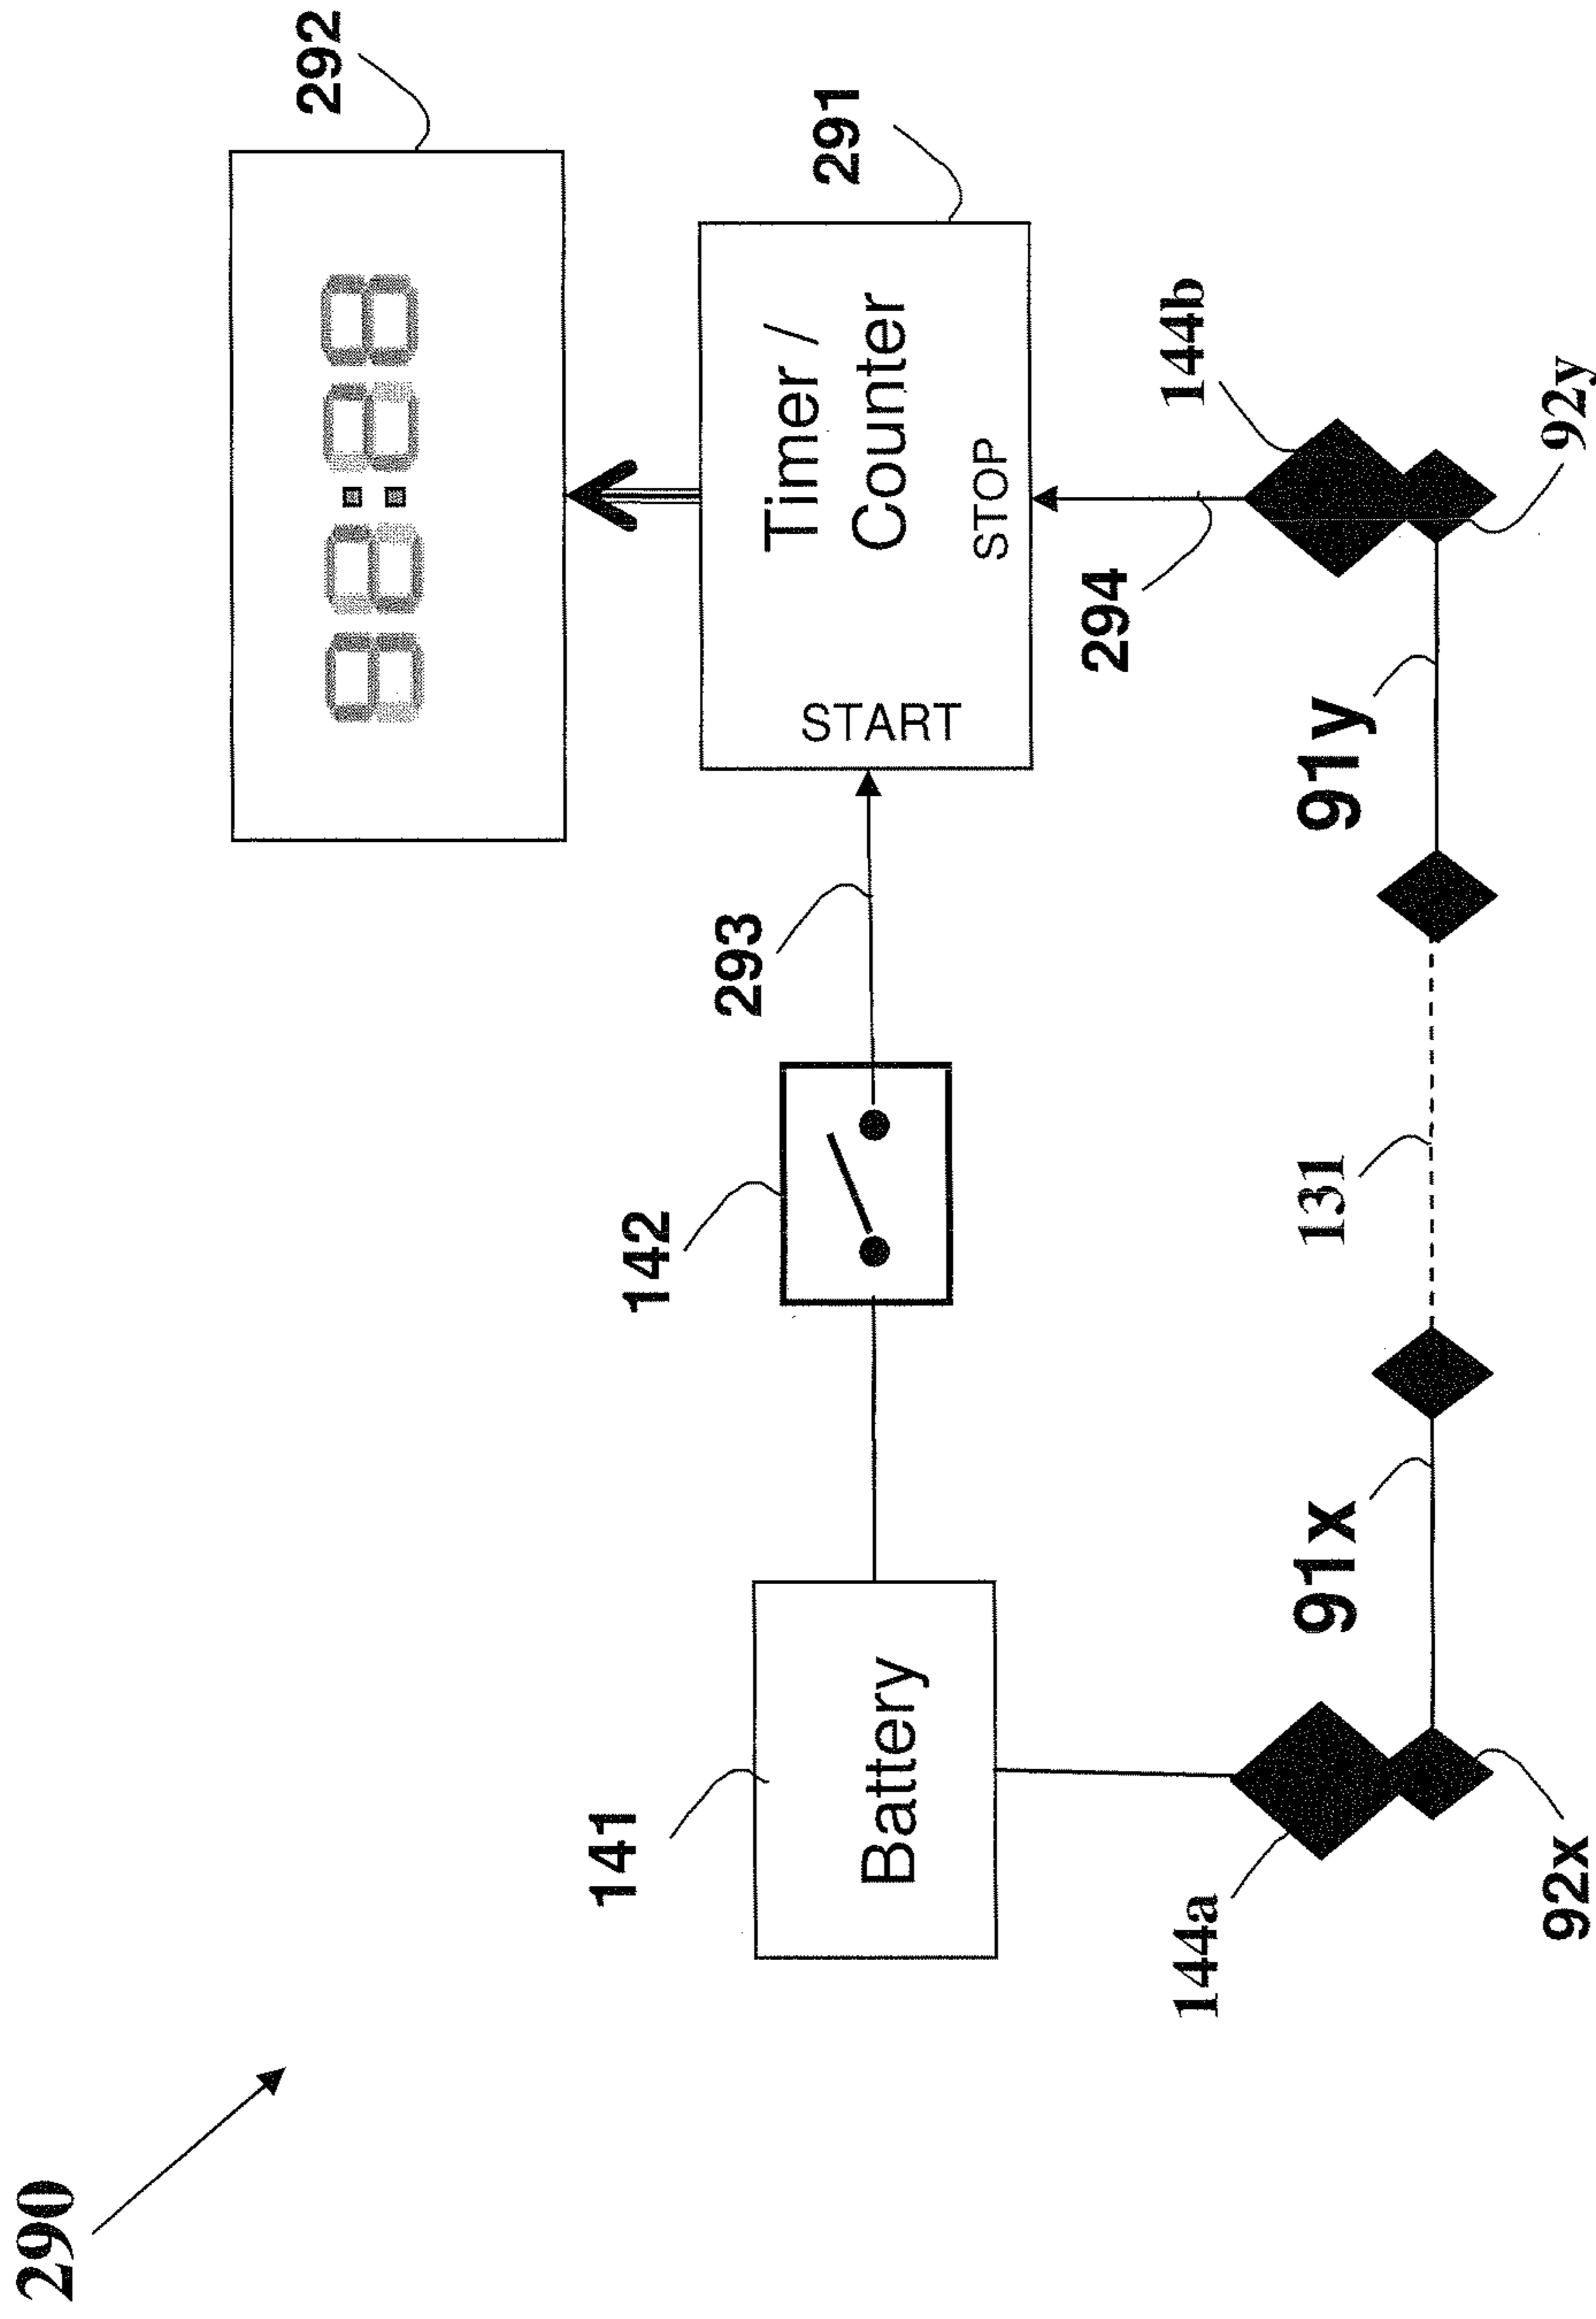 290
292
88:88
141
142
293
291
Timer /
Counter
START
STOP
Battery
294
144a
144b
91x
131
91y
92x
92y